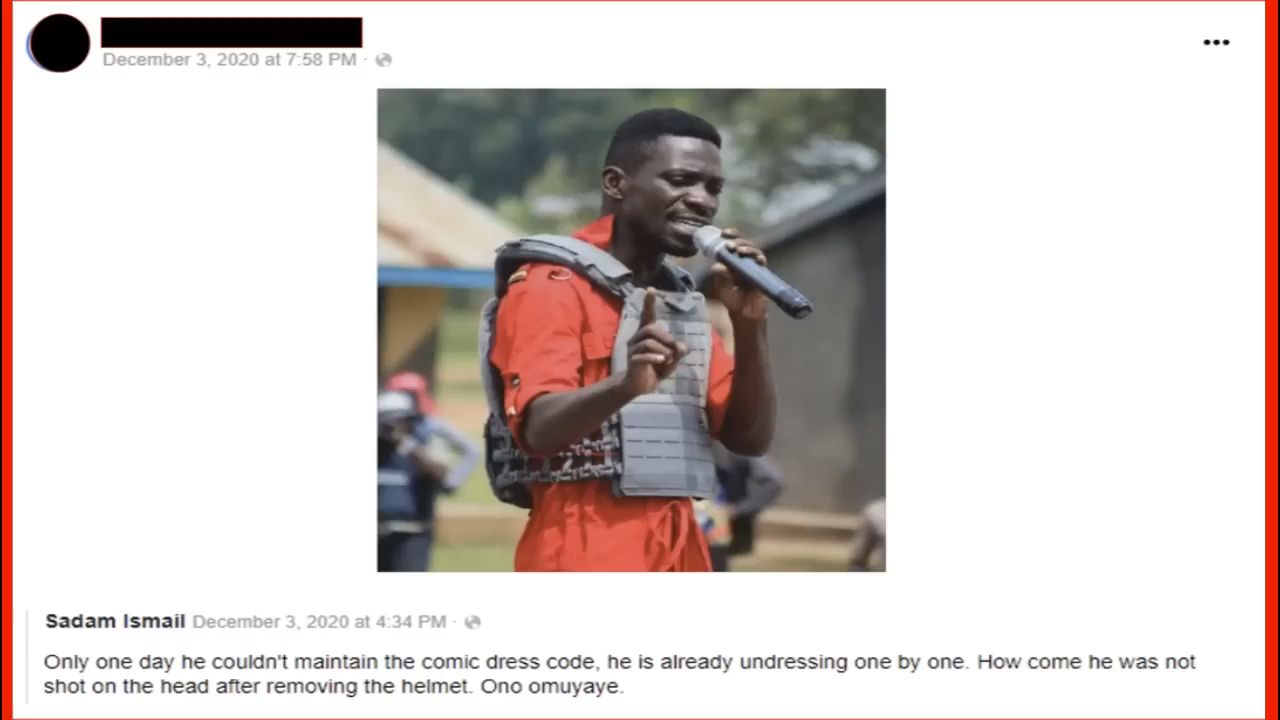 December 3, 2020 at 7:58 PM ·
Sadam Ismail December 3, 2020 at 4:34 PM ·
Only one day he couldn't maintain the comic dress code, he is already undressing one by one. How come he was not
shot on the head after removing the helmet. Ono omuyaye.